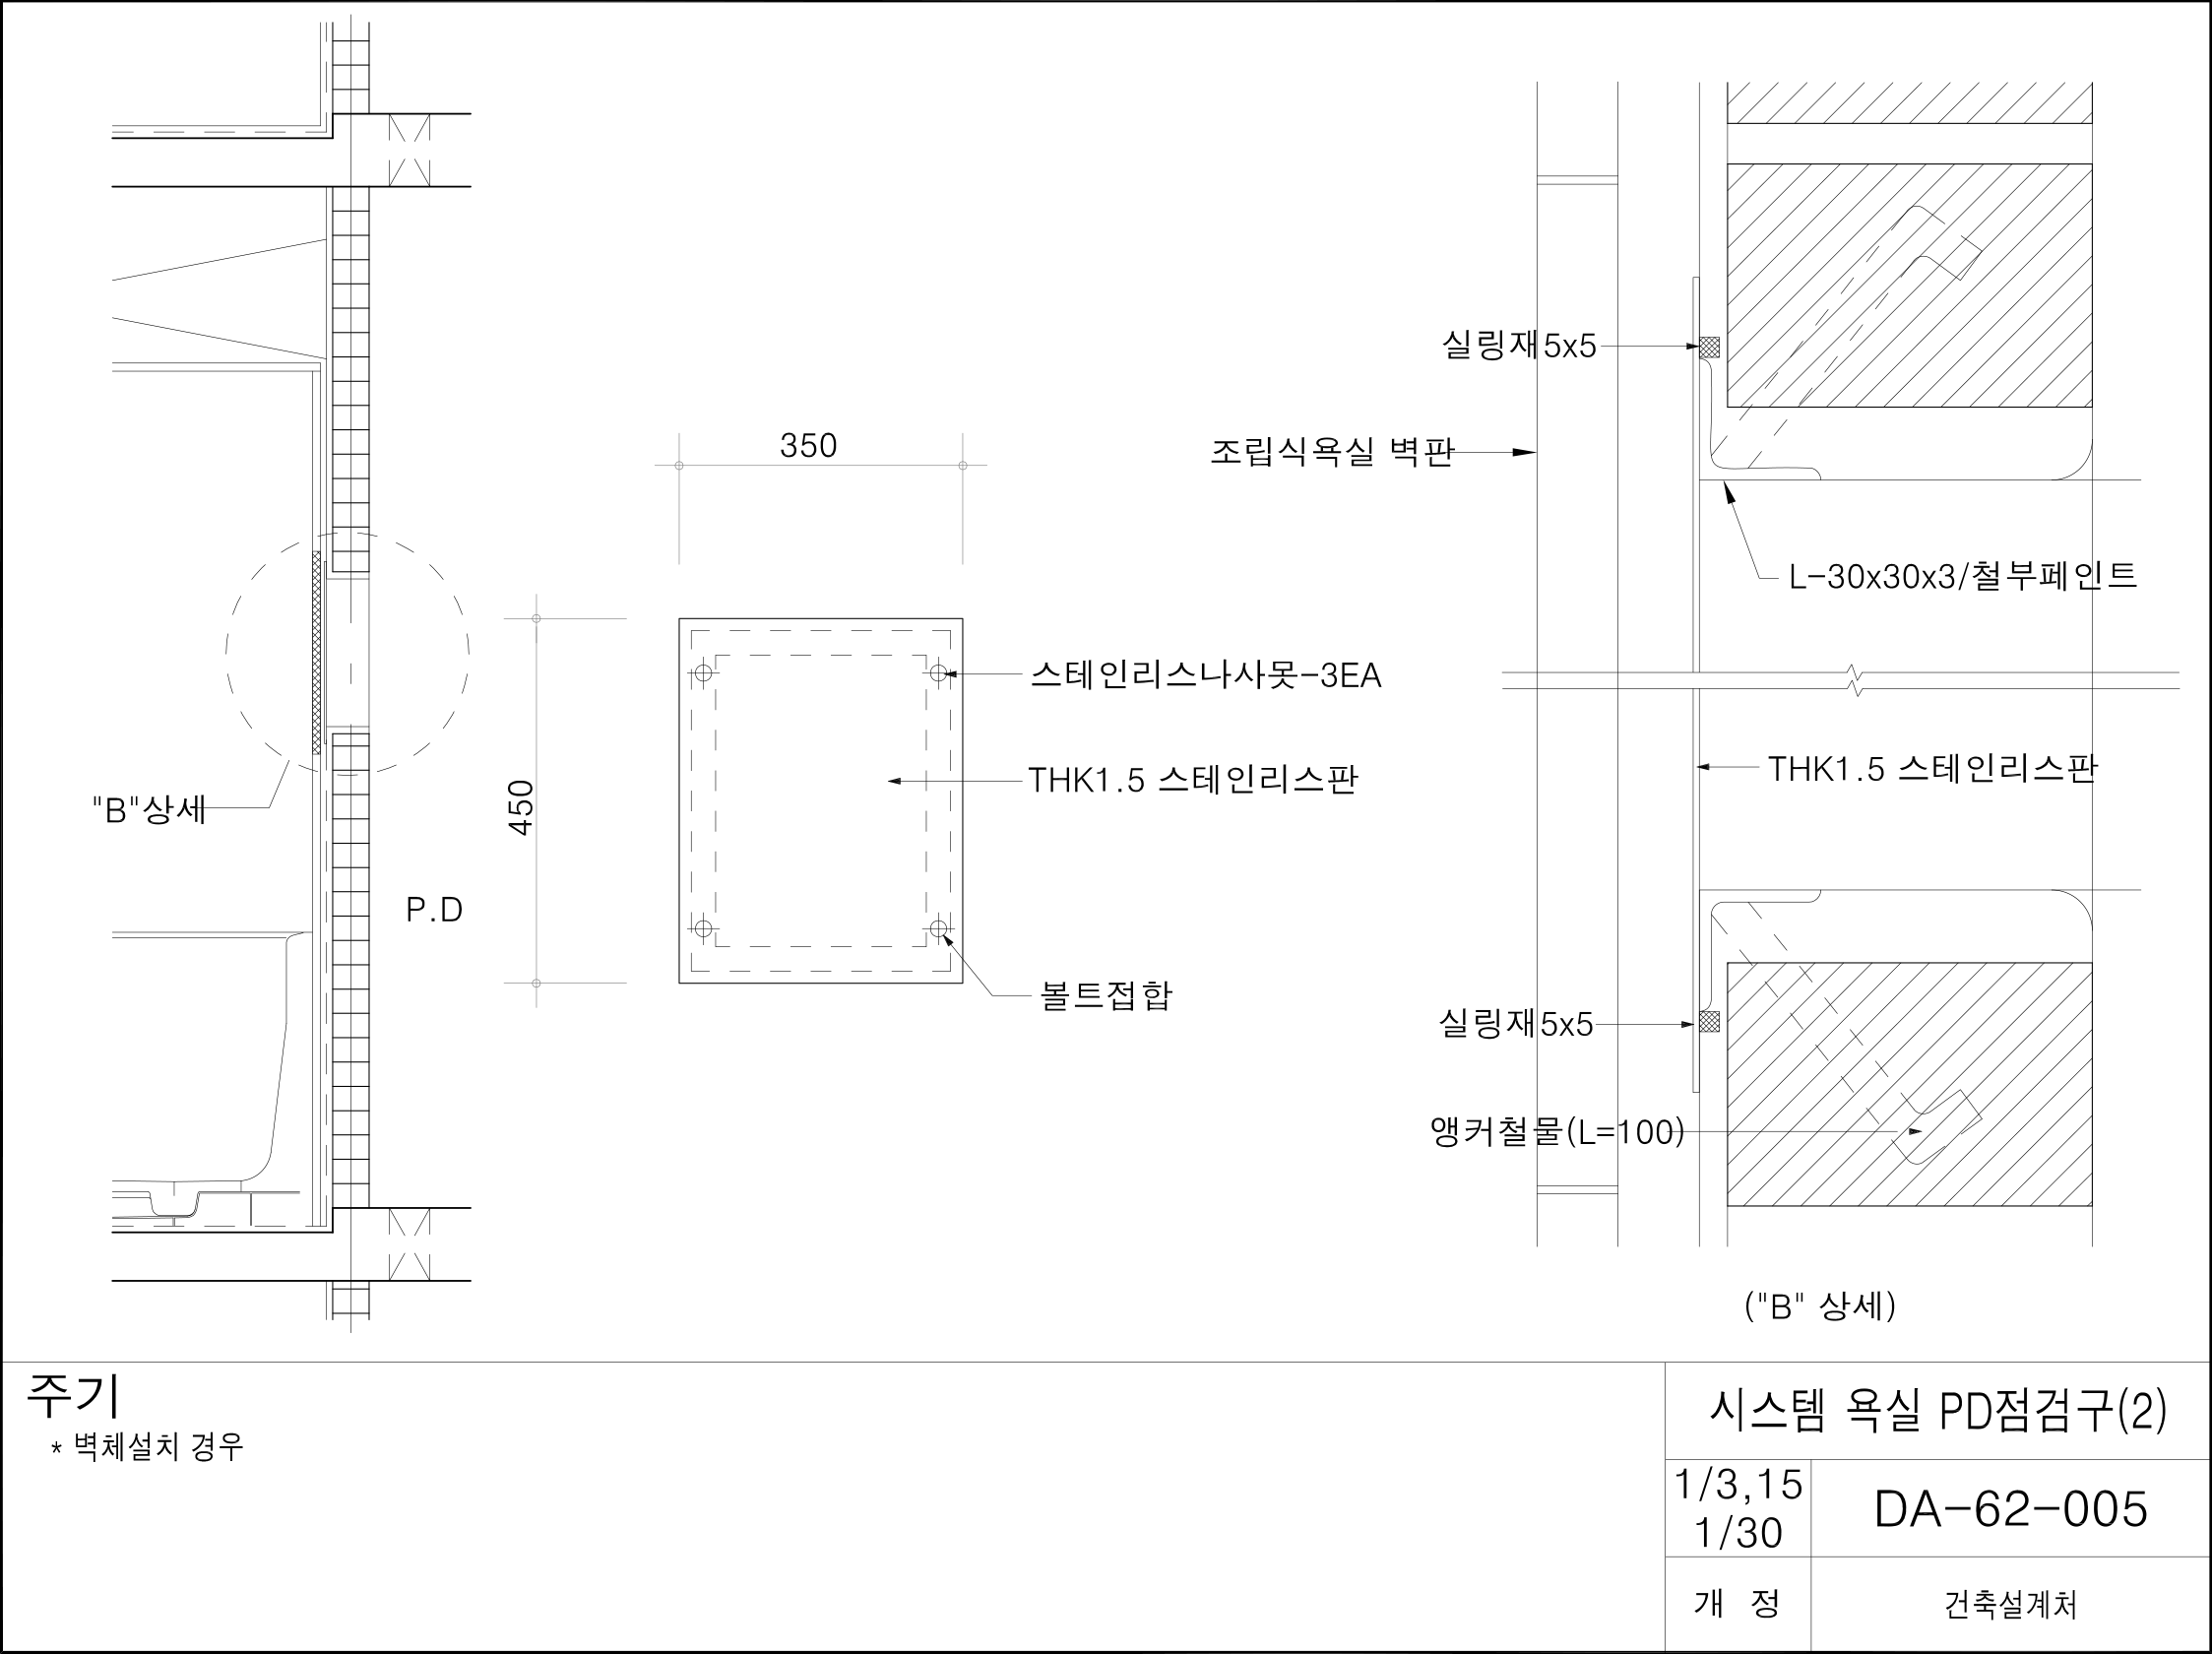 실링재5x5
350
조립식욕실 벽판
L-30x30x3/철부페인트
스테인리스나사못-3EA
THK1.5 스테인리스판
THK1.5 스테인리스판
450
"B"상세
P.D
볼트접합
실링재5x5
앵커철물(L=100)
("B" 상세)
주기
* 벽체설치 경우
시스템 욕실 PD점검구(2)
1/3,15
1/30
DA-62-005
개 정
건축설계처